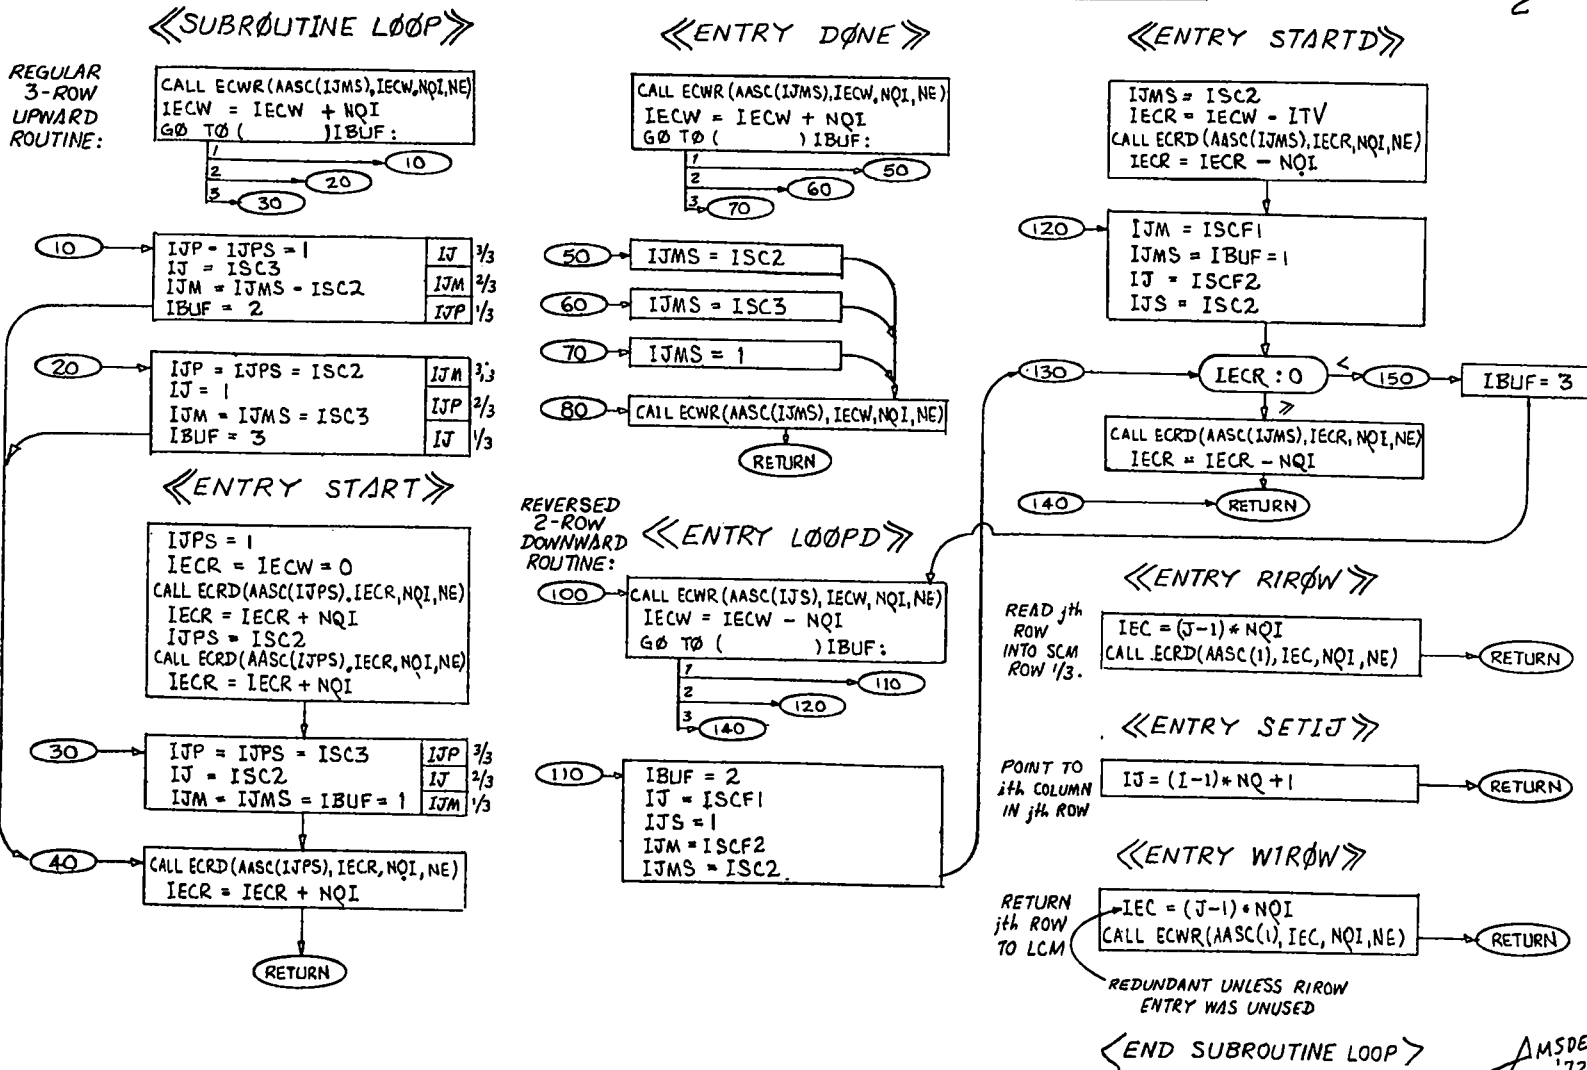 2
≪SUBRØUTINE LØØP≫
REGULAR
3-ROW
UPWARD
ROUTINE:
CALL ECWR(AASC(IJMS),IECW,NQI,NE)
IECW = IECW + NQI
GØ TØ ( )IBUF:
1
10
2
20
3
30
10
IJP - IJPS = 1
IJ = ISC3
IJM = IJMS - ISC2
IBUF = 2
IJ 3/3
IJM 2/3
IJP 1/3
20
IJP = IJPS = ISC2
IJ = 1
IJM = IJMS = ISC3
IBUF = 3
IJM 3/3
IJP 2/3
IJ 1/3
≪ENTRY START≫
IJPS = 1
IECR = IECW = 0
CALL ECRD(AASC(IJPS),IECR,NQI,NE)
IECR = IECR + NQI
IJPS = ISC2
CALL ECRD(AASC(IJPS),IECR,NQI,NE)
IECR = IECR + NQI
30
IJP = IJPS = ISC3
IJ = ISC2
IJM = IJMS = IBUF = 1
IJP 3/3
IJ 2/3
IJM 1/3
40
CALL ECRD(AASC(IJPS), IECR, NQI, NE)
IECR = IECR + NQI
RETURN
≪ENTRY DØNE≫
CALL ECWR(AASC(IJMS),IECW,NQI,NE)
IECW = IECW + NQI
GØ TØ ( ) IBUF:
1
50
2
60
3
70
50
IJMS = ISC2
60
IJMS = ISC3
70
IJMS = 1
80
CALL ECWR(AASC(IJMS), IECW,NQI,NE)
RETURN
REVERSED
2-ROW
DOWNWARD
ROUTINE:
≪ENTRY LØØPD≫
100
CALL ECWR(AASC(IJS), IECW, NQI, NE)
IECW = IECW - NQI
GØ TØ ( )IBUF:
1
110
2
120
3
140
110
IBUF = 2
IJ = ISCF1
IJS = 1
IJM = ISCF2
IJMS = ISC2.
≪ENTRY STARTD≫
IJMS = ISC2
IECR = IECW - ITV
CALL ECRD(AASC(IJMS),IECR,NQI,NE)
IECR = IECR - NQI
120
IJM = ISCF1
IJMS = IBUF = 1
IJ = ISCF2
IJS = ISC2
130
IECR : 0
<
150
IBUF = 3
≥
CALL ECRD(AASC(IJMS),IECR, NQI,NE)
IECR = IECR - NQI
140
RETURN
≪ENTRY R1RØW≫
READ jth
ROW
INTO SCM
ROW 1/3.
IEC = (J-1) * NQI
CALL ECRD(AASC(1), IEC, NQI, NE)
RETURN
≪ENTRY SETIJ≫
POINT TO
ith COLUMN
IN jth ROW
IJ = (I-1)* NQ +1
RETURN
≪ENTRY W1RØW≫
RETURN
jth ROW
TO LCM
IEC = (J-1) * NQI
CALL ECWR(AASC(1), IEC, NQI, NE)
RETURN
REDUNDANT UNLESS R1ROW
ENTRY WAS UNUSED
<END SUBROUTINE LOOP>
AMSDE
'72